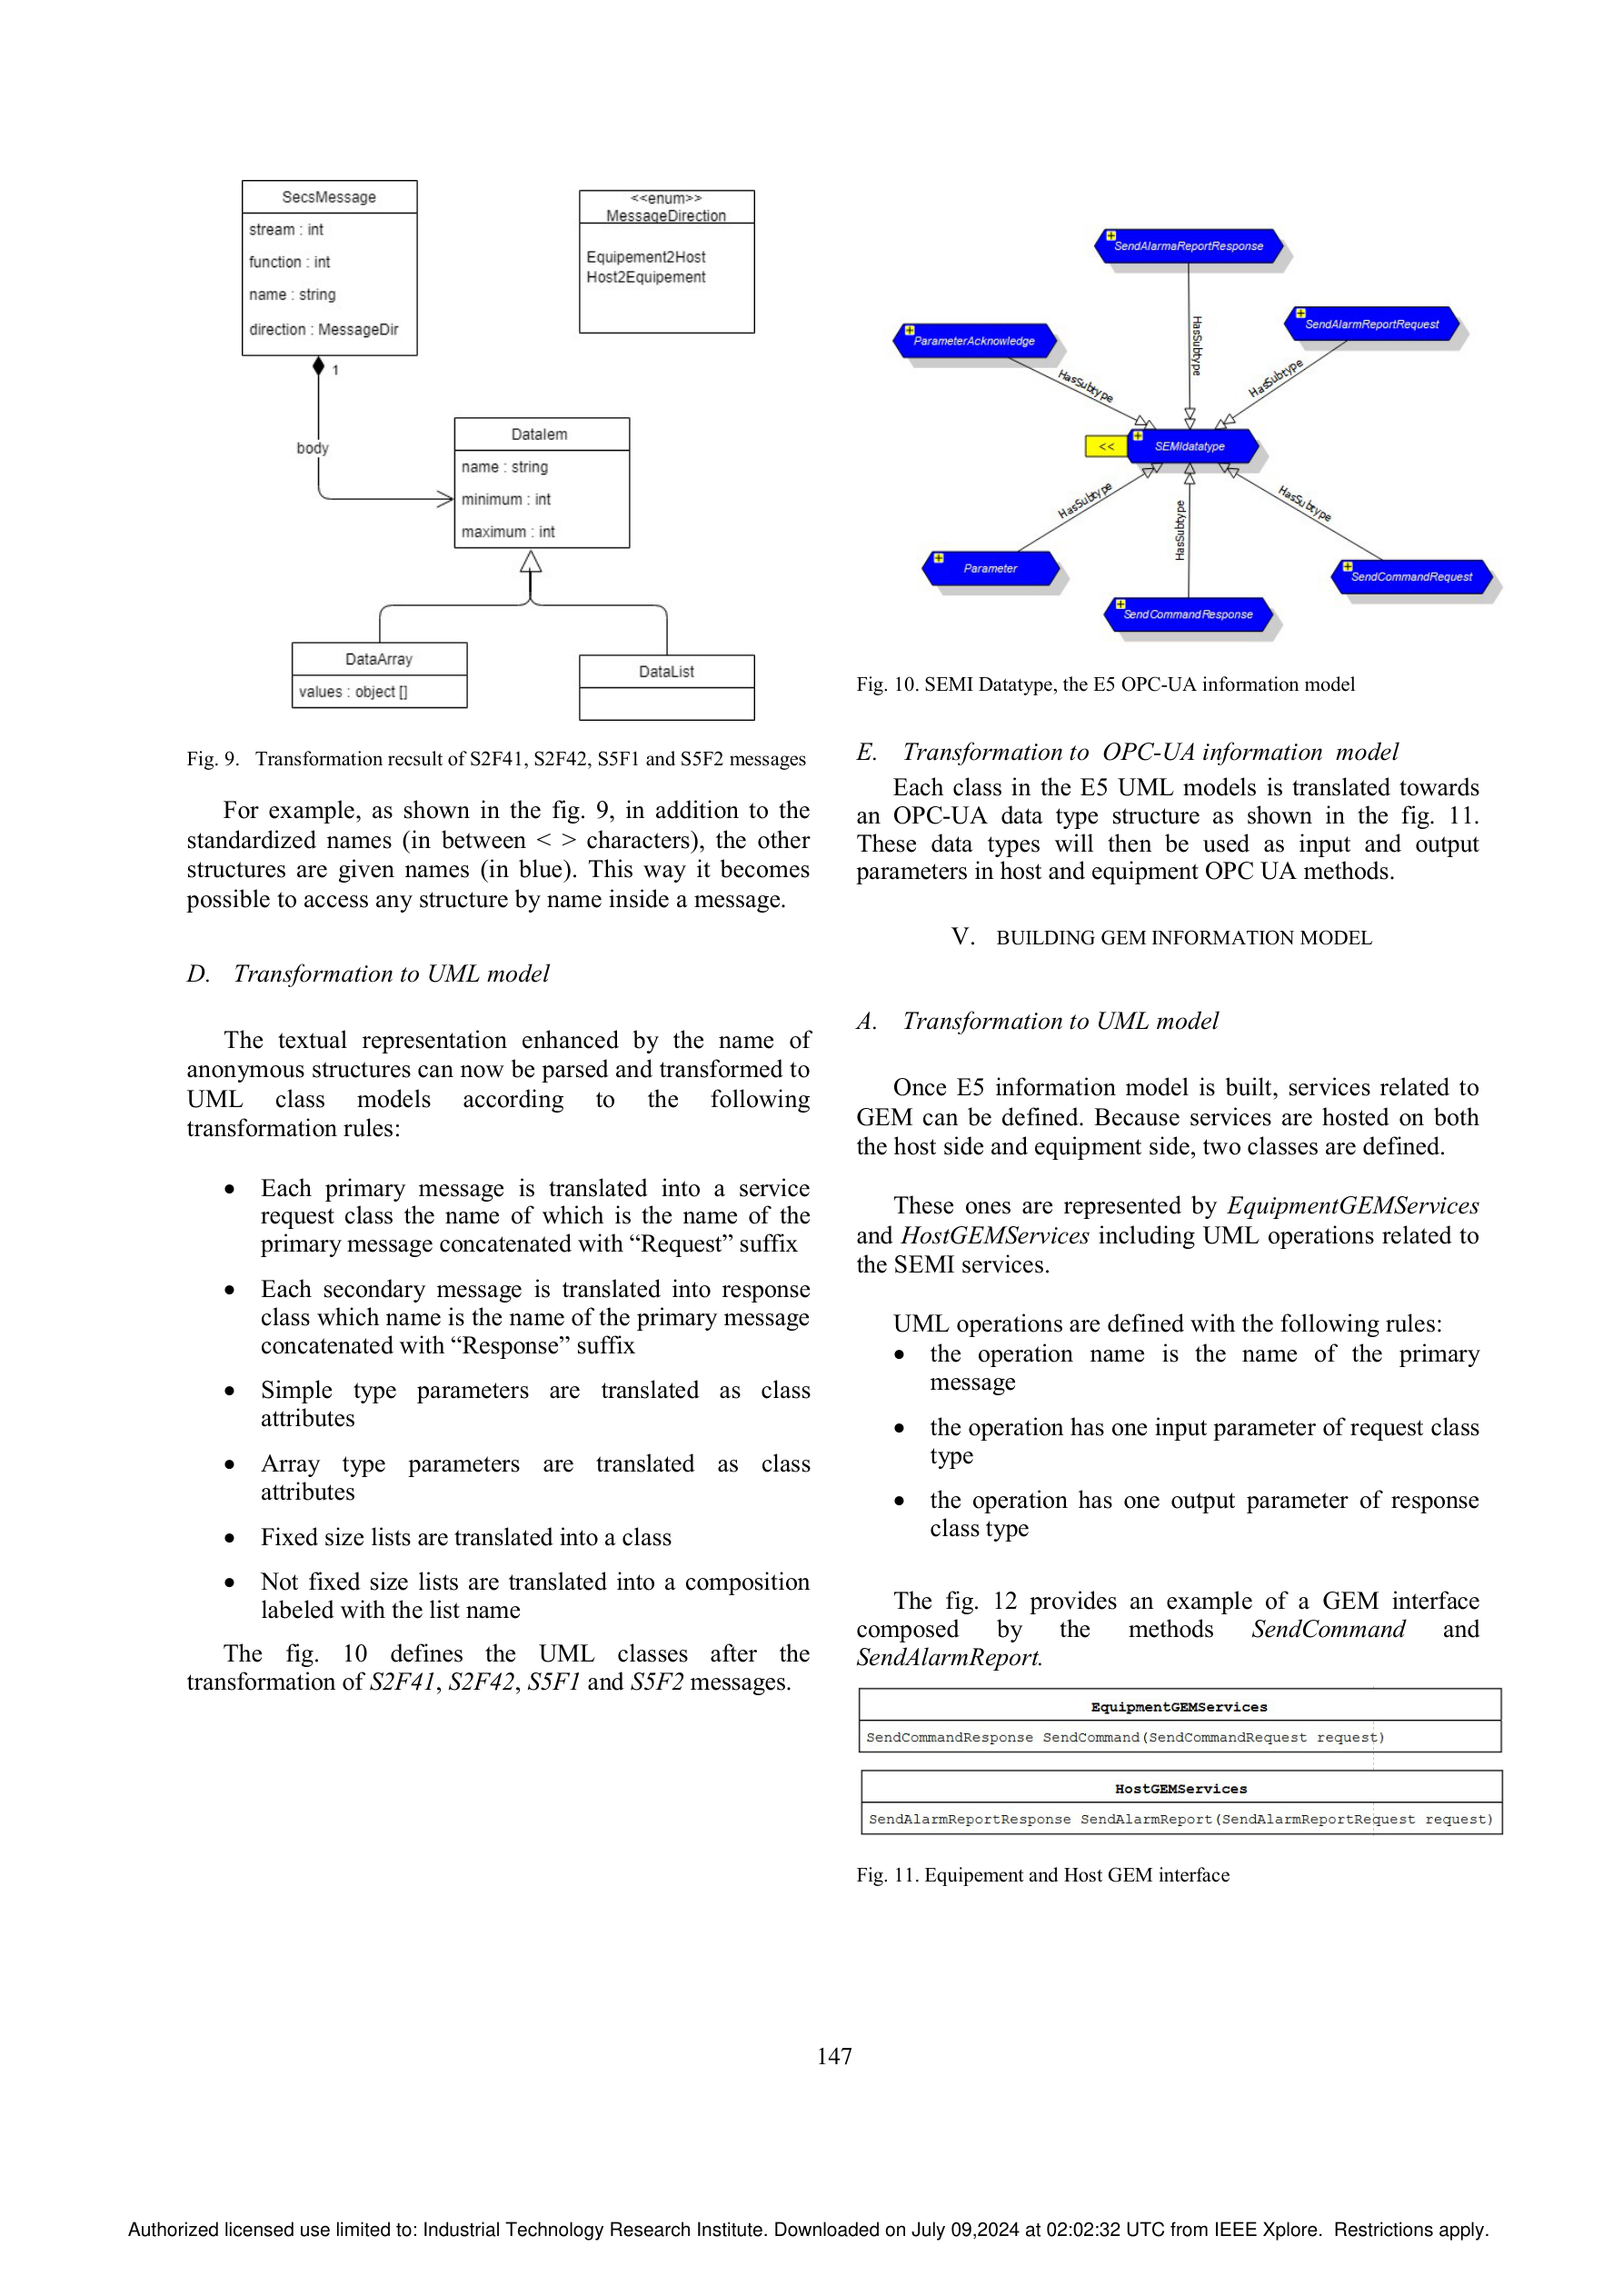 SecsMessage
stream : int
function : int
name : string
direction : MessageDir
1
body
<<enum>>
MessageDirection
Equipement2Host
Host2Equipement
DataIem
name : string
minimum : int
maximum : int
DataArray
values : object []
DataList
Fig. 9. Transformation recsult of S2F41, S2F42, S5F1 and S5F2 messages
For example, as shown in the fig. 9, in addition to the
standardized names (in between < > characters), the other
structures are given names (in blue). This way it becomes
possible to access any structure by name inside a message.
D. Transformation to UML model
The textual representation enhanced by the name of
anonymous structures can now be parsed and transformed to
UML class models according to the following
transformation rules:
• Each primary message is translated into a service
request class the name of which is the name of the
primary message concatenated with “Request” suffix
• Each secondary message is translated into response
class which name is the name of the primary message
concatenated with “Response” suffix
• Simple type parameters are translated as class
attributes
• Array type parameters are translated as class
attributes
• Fixed size lists are translated into a class
• Not fixed size lists are translated into a composition
labeled with the list name
The fig. 10 defines the UML classes after the
transformation of S2F41, S2F42, S5F1 and S5F2 messages.
SendAlarmaReportResponse
SendAlarmReportRequest
ParameterAcknowledge
HasSubtype
HasSubtype
HasSubtype
<<
SEMIdatatype
HasSubtype
HasSubtype
HasSubtype
Parameter
SendCommandRequest
SendCommandResponse
Fig. 10. SEMI Datatype, the E5 OPC-UA information model
E. Transformation to OPC-UA information model
Each class in the E5 UML models is translated towards
an OPC-UA data type structure as shown in the fig. 11.
These data types will then be used as input and output
parameters in host and equipment OPC UA methods.
V. BUILDING GEM INFORMATION MODEL
A. Transformation to UML model
Once E5 information model is built, services related to
GEM can be defined. Because services are hosted on both
the host side and equipment side, two classes are defined.
These ones are represented by EquipmentGEMServices
and HostGEMServices including UML operations related to
the SEMI services.
UML operations are defined with the following rules:
• the operation name is the name of the primary
message
• the operation has one input parameter of request class
type
• the operation has one output parameter of response
class type
The fig. 12 provides an example of a GEM interface
composed by the methods SendCommand and
SendAlarmReport.
EquipmentGEMServices
SendCommandResponse SendCommand(SendCommandRequest request)
HostGEMServices
SendAlarmReportResponse SendAlarmReport(SendAlarmReportRequest request)
Fig. 11. Equipement and Host GEM interface
147
Authorized licensed use limited to: Industrial Technology Research Institute. Downloaded on July 09,2024 at 02:02:32 UTC from IEEE Xplore. Restrictions apply.